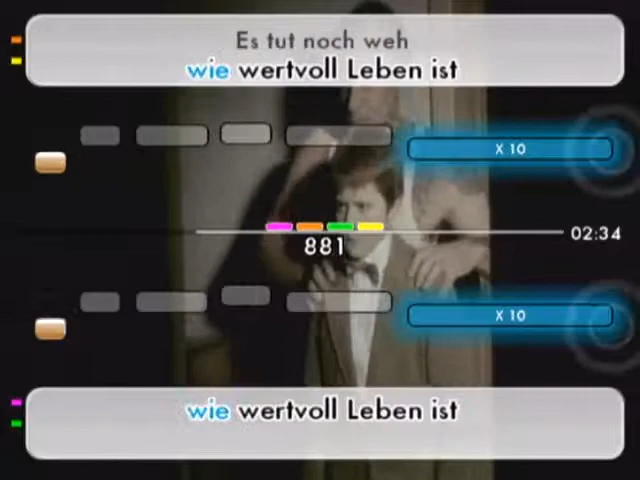 Es tut noch weh
wie wertvoll Leben ist
X 10
02:34
881
X 10
wie wertvoll Leben ist